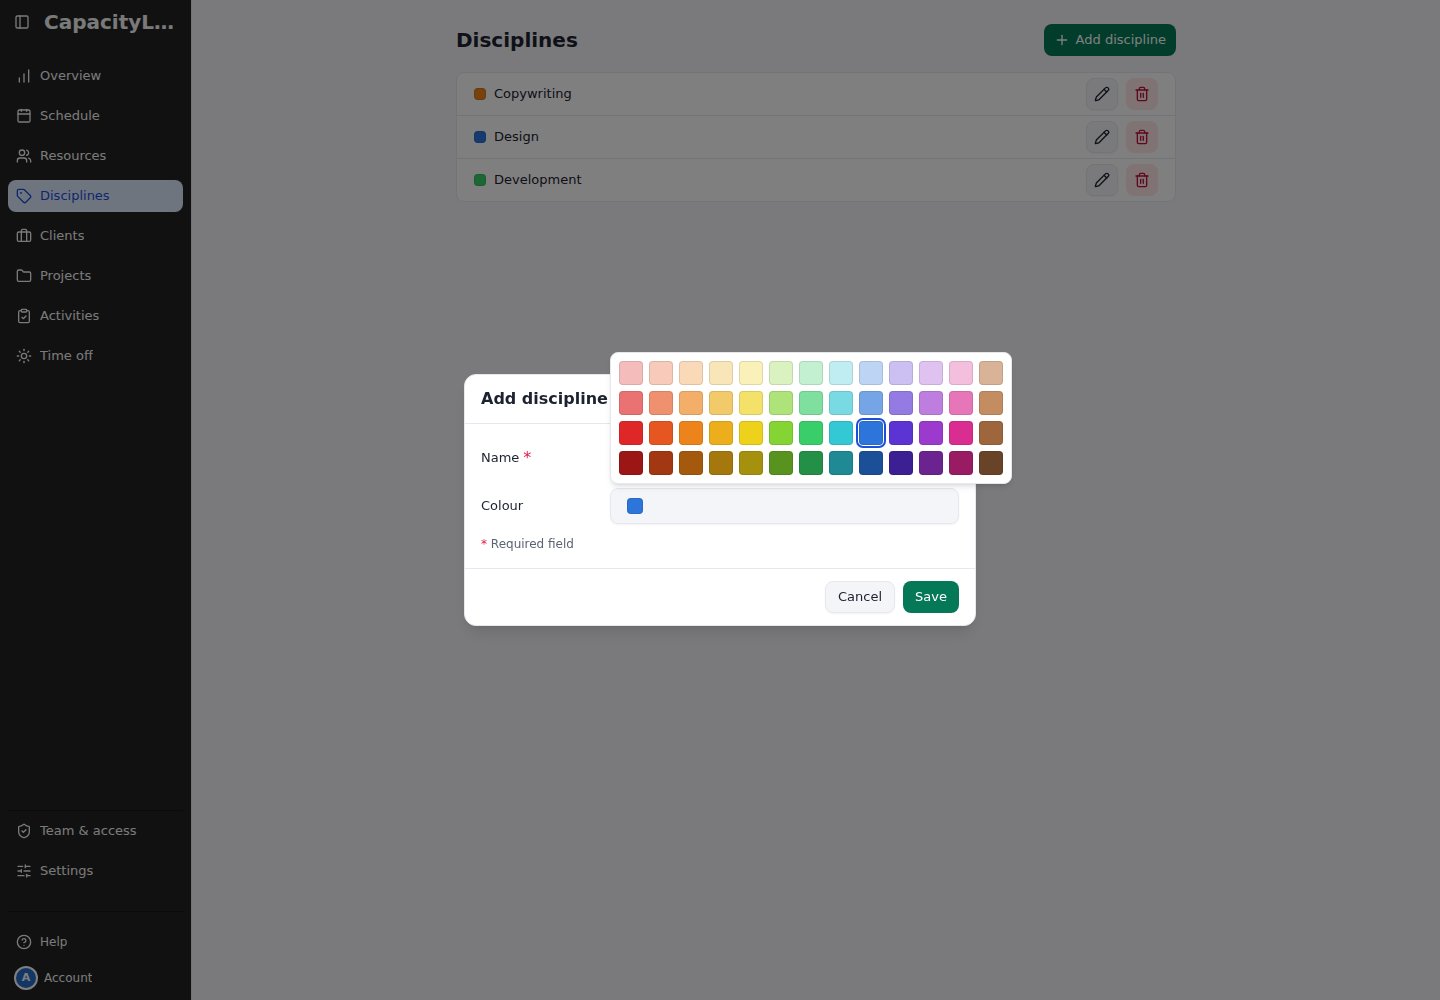 CapacityL…
Overview
Schedule
Resources
Disciplines
Clients
Projects
Activities
Time off
Team & access
Settings
Help
A Account
Disciplines
Add discipline
Copywriting
Design
Development
Add discipline
Name *
Colour
* Required field
Cancel
Save